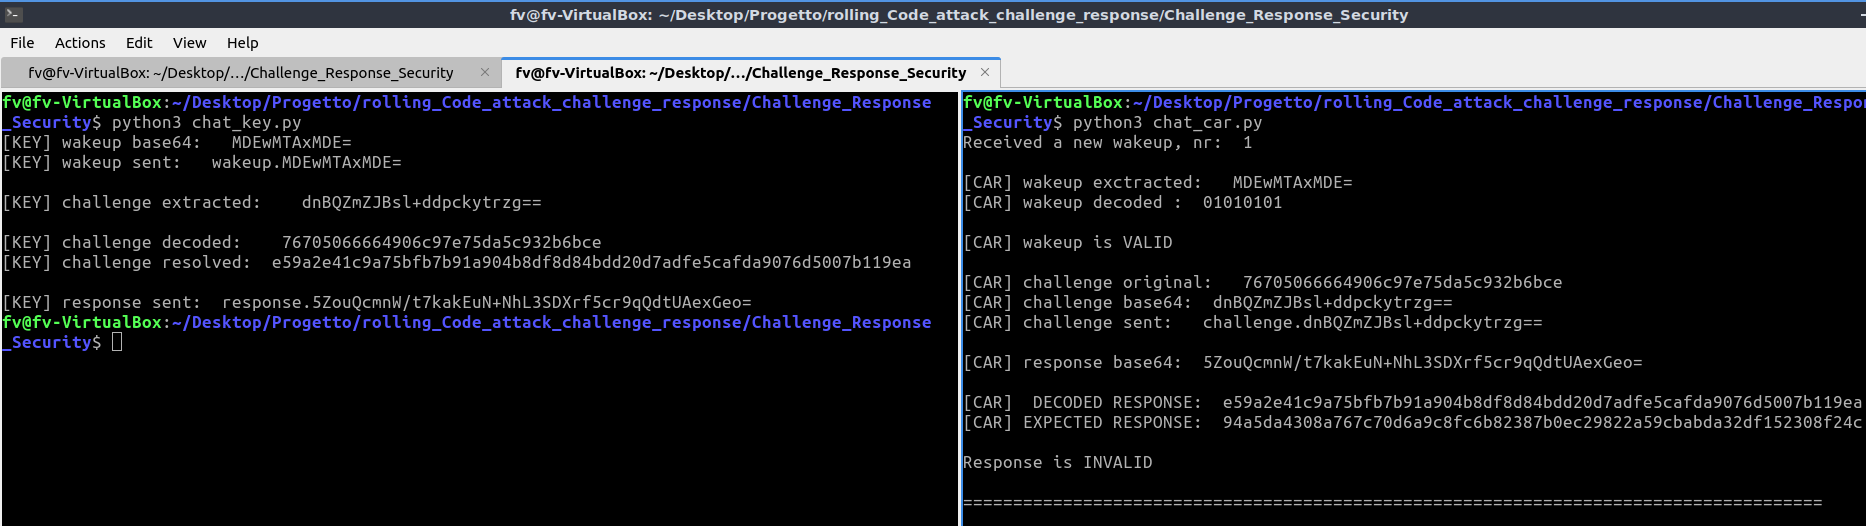 fv@fv-VirtualBox: ~/Desktop/Progetto/rolling_Code_attack_challenge_response/Challenge_Response_Security
File Actions Edit View Help
fv@fv-VirtualBox: ~/Desktop/.../Challenge_Response_Security ×
fv@fv-VirtualBox: ~/Desktop/.../Challenge_Response_Security ×
fv@fv-VirtualBox:~/Desktop/Progetto/rolling_Code_attack_challenge_response/Challenge_Response
_Security$ python3 chat_key.py
[KEY] wakeup base64:   MDEwMTAxMDE=
[KEY] wakeup sent:   wakeup.MDEwMTAxMDE=
[KEY] challenge extracted:    dnBQZmZJBsl+ddpckytrzg==
[KEY] challenge decoded:    76705066664906c97e75da5c932b6bce
[KEY] challenge resolved:  e59a2e41c9a75bfb7b91a904b8df8d84bdd20d7adfe5cafda9076d5007b119ea
[KEY] response sent:  response.5ZouQcmnW/t7kakEuN+NhL3SDXrf5cr9qQdtUAexGeo=
fv@fv-VirtualBox:~/Desktop/Progetto/rolling_Code_attack_challenge_response/Challenge_Response
_Security$
fv@fv-VirtualBox:~/Desktop/Progetto/rolling_Code_attack_challenge_response/Challenge_Respon
_Security$ python3 chat_car.py
Received a new wakeup, nr:  1
[CAR] wakeup exctracted:   MDEwMTAxMDE=
[CAR] wakeup decoded :  01010101
[CAR] wakeup is VALID
[CAR] challenge original:   76705066664906c97e75da5c932b6bce
[CAR] challenge base64:  dnBQZmZJBsl+ddpckytrzg==
[CAR] challenge sent:   challenge.dnBQZmZJBsl+ddpckytrzg==
[CAR] response base64:  5ZouQcmnW/t7kakEuN+NhL3SDXrf5cr9qQdtUAexGeo=
[CAR]  DECODED RESPONSE:  e59a2e41c9a75bfb7b91a904b8df8d84bdd20d7adfe5cafda9076d5007b119ea
[CAR] EXPECTED RESPONSE:  94a5da4308a767c70d6a9c8fc6b82387b0ec29822a59cbabda32df152308f24c
Response is INVALID
======================================================================================